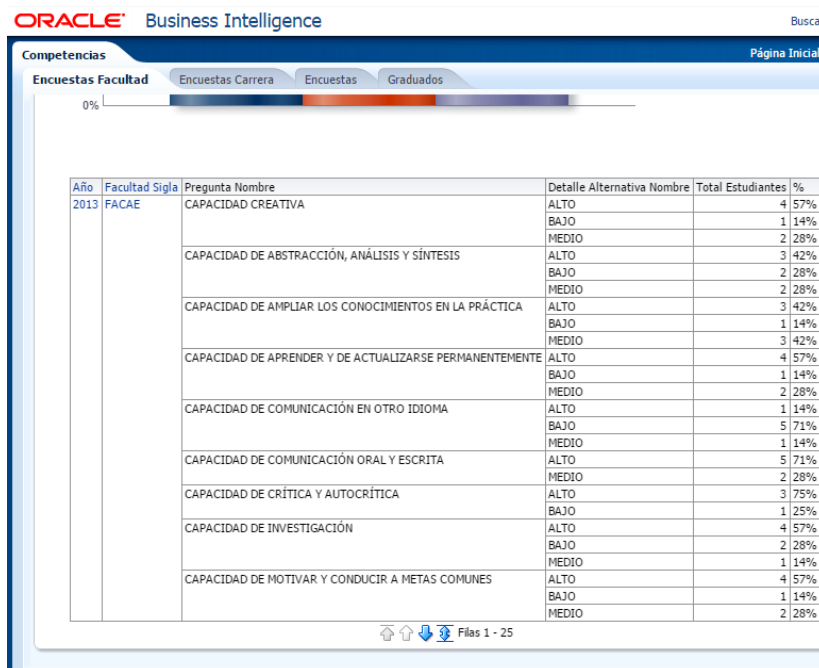 ORACLE Business Intelligence
Busca
Competencias
Página Inicial
Encuestas Facultad Encuestas Carrera Encuestas Graduados
0%
Año Facultad Sigla Pregunta Nombre Detalle Alternativa Nombre Total Estudiantes %
2013 FACAE CAPACIDAD CREATIVA ALTO 4 57%
BAJO 1 14%
MEDIO 2 28%
CAPACIDAD DE ABSTRACCIÓN, ANÁLISIS Y SÍNTESIS ALTO 3 42%
BAJO 2 28%
MEDIO 2 28%
CAPACIDAD DE AMPLIAR LOS CONOCIMIENTOS EN LA PRÁCTICA ALTO 3 42%
BAJO 1 14%
MEDIO 3 42%
CAPACIDAD DE APRENDER Y DE ACTUALIZARSE PERMANENTEMENTE ALTO 4 57%
BAJO 1 14%
MEDIO 2 28%
CAPACIDAD DE COMUNICACIÓN EN OTRO IDIOMA ALTO 1 14%
BAJO 5 71%
MEDIO 1 14%
CAPACIDAD DE COMUNICACIÓN ORAL Y ESCRITA ALTO 5 71%
MEDIO 2 28%
CAPACIDAD DE CRÍTICA Y AUTOCRÍTICA ALTO 3 75%
BAJO 1 25%
CAPACIDAD DE INVESTIGACIÓN ALTO 4 57%
BAJO 2 28%
MEDIO 1 14%
CAPACIDAD DE MOTIVAR Y CONDUCIR A METAS COMUNES ALTO 4 57%
BAJO 1 14%
MEDIO 2 28%
Filas 1 - 25